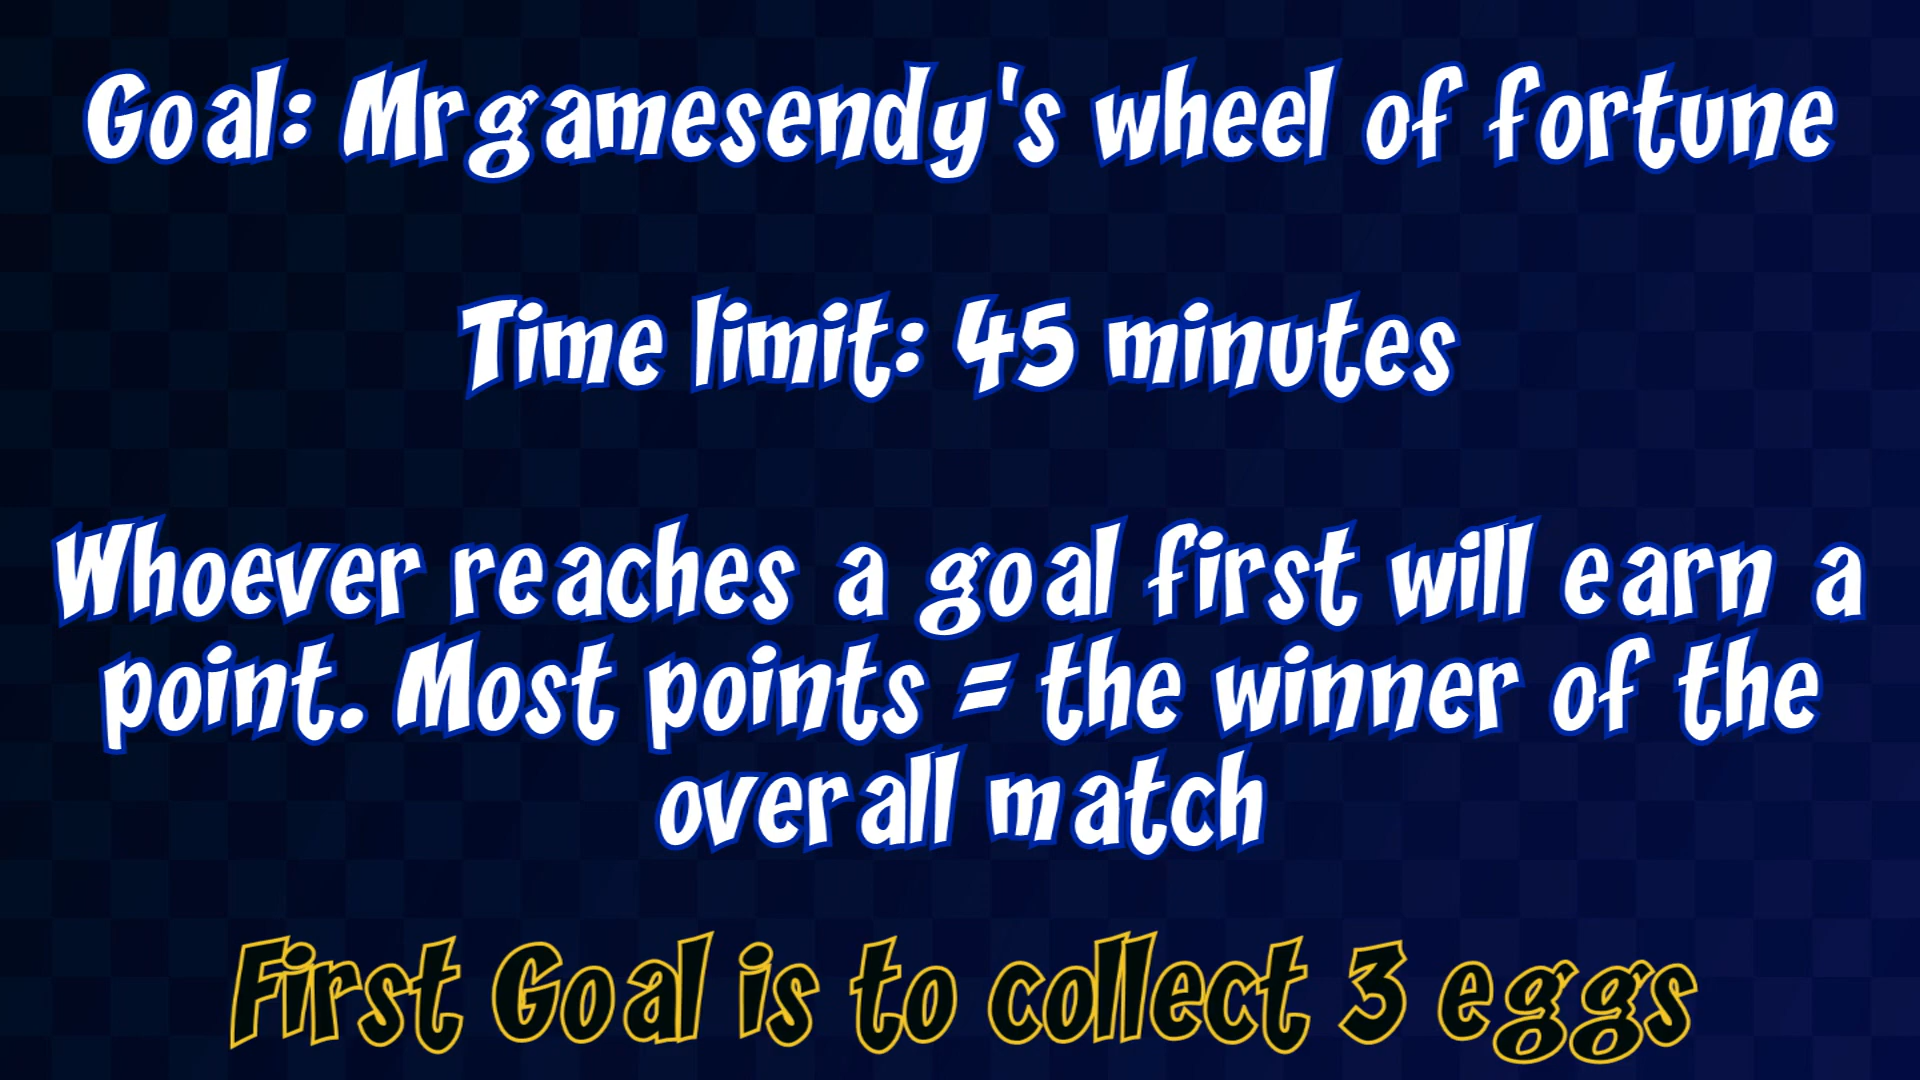 Goal: Mrgamesendy's wheel of fortune
Time limit: 45 minutes
Whoever reaches a goal first will earn a
point. Most points = the winner of the
overall match
First Goal is to collect 3 eggs